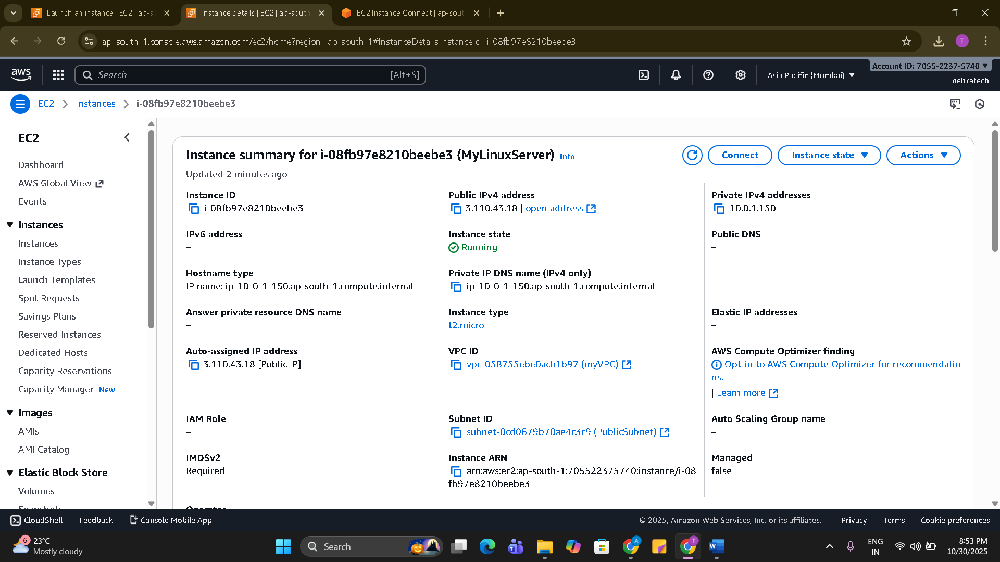 Launch an instance | EC2 | ap-s
Instance details | EC2 | ap-south
EC2 Instance Connect | ap-sout
ap-south-1.console.aws.amazon.com/ec2/home?region=ap-south-1#InstanceDetails:instanceId=i-08fb97e8210beebe3
T
aws
Search
[Alt+S]
Asia Pacific (Mumbai)
Account ID: 7055-2237-5740
nehratech
EC2
Instances
i-08fb97e8210beebe3
EC2
Dashboard
AWS Global View
Events
Instances
Instances
Instance Types
Launch Templates
Spot Requests
Savings Plans
Reserved Instances
Dedicated Hosts
Capacity Reservations
Capacity Manager New
Images
AMIs
AMI Catalog
Elastic Block Store
Volumes
Snapshots
Instance summary for i-08fb97e8210beebe3 (MyLinuxServer) Info
Updated 2 minutes ago
Connect
Instance state
Actions
Instance ID
i-08fb97e8210beebe3
Public IPv4 address
3.110.43.18 | open address
Private IPv4 addresses
10.0.1.150
IPv6 address
–
Instance state
Running
Public DNS
–
Hostname type
IP name: ip-10-0-1-150.ap-south-1.compute.internal
Private IP DNS name (IPv4 only)
ip-10-0-1-150.ap-south-1.compute.internal
Answer private resource DNS name
–
Instance type
t2.micro
Elastic IP addresses
–
Auto-assigned IP address
3.110.43.18 [Public IP]
VPC ID
vpc-058755ebe0acb1b97 (myVPC)
AWS Compute Optimizer finding
Opt-in to AWS Compute Optimizer for recommendatio
ns.
| Learn more
IAM Role
–
Subnet ID
subnet-0cd0679b70ae4c3c9 (PublicSubnet)
Auto Scaling Group name
–
IMDSv2
Required
Instance ARN
arn:aws:ec2:ap-south-1:705522375740:instance/i-08
fb97e8210beebe3
Managed
false
Operator
CloudShell
Feedback
Console Mobile App
© 2025, Amazon Web Services, Inc. or its affiliates.
Privacy
Terms
Cookie preferences
6
23°C
Mostly cloudy
Search
A
T
W
ENG
IN
8:53 PM
10/30/2025